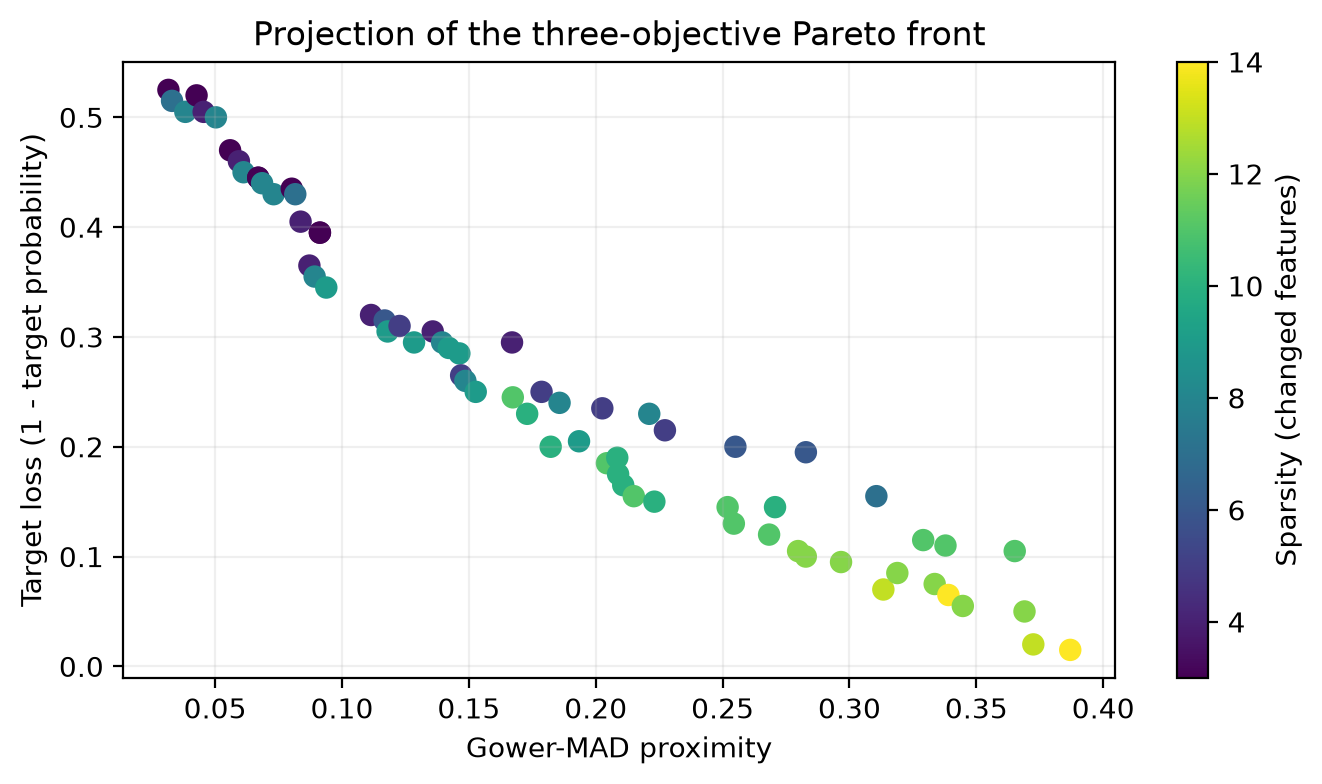 Projection of the three-objective Pareto front
Target loss (1 - target probability)
0.5
0.4
0.3
0.2
0.1
0.0
0.05 0.10 0.15 0.20 0.25 0.30 0.35 0.40
Gower-MAD proximity
14
12
10
8
6
4
Sparsity (changed features)